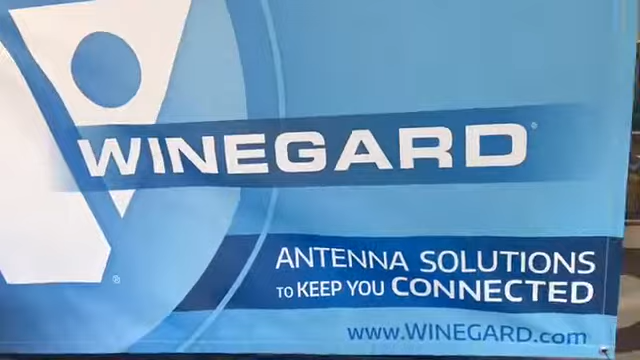 WINEGARD®
®
ANTENNA SOLUTIONS
TO KEEP YOU CONNECTED
www.WINEGARD.com